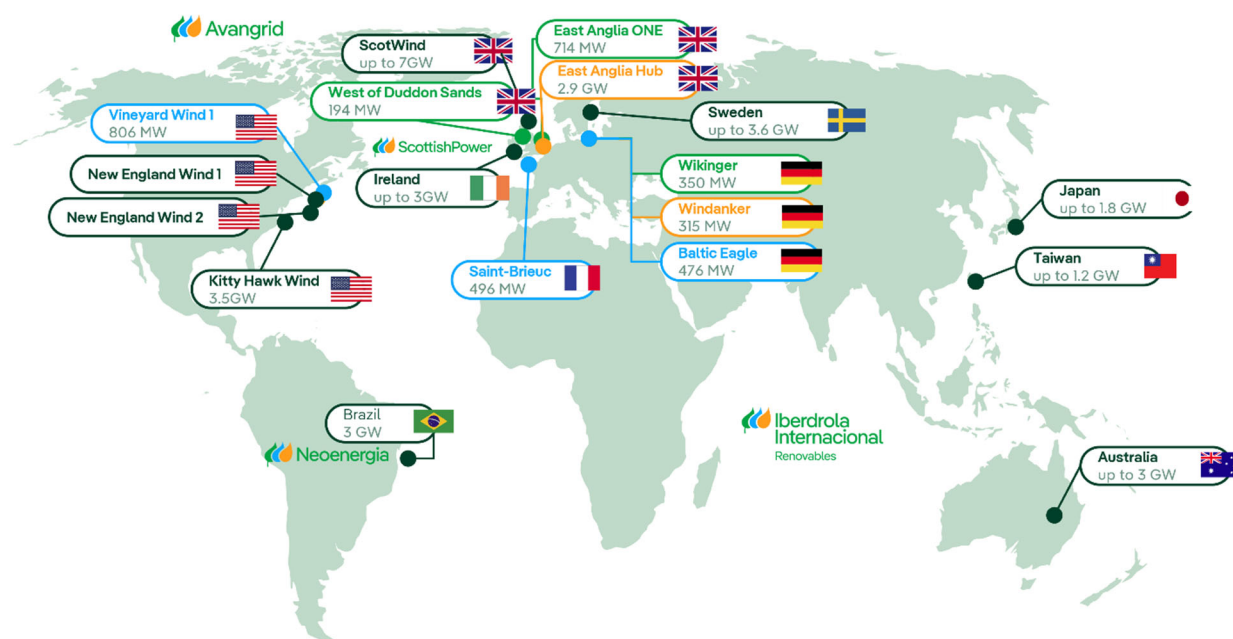 Avangrid
ScotWind
up to 7GW
East Anglia ONE
714 MW
East Anglia Hub
2.9 GW
West of Duddon Sands
194 MW
Vineyard Wind 1
806 MW
Sweden
up to 3.6 GW
ScottishPower
New England Wind 1
Ireland
up to 3GW
Wikinger
350 MW
New England Wind 2
Windanker
315 MW
Japan
up to 1.8 GW
Kitty Hawk Wind
3.5GW
Saint-Brieuc
496 MW
Baltic Eagle
476 MW
Taiwan
up to 1.2 GW
Brazil
3 GW
Neoenergia
Iberdrola
Internacional
Renovables
Australia
up to 3 GW